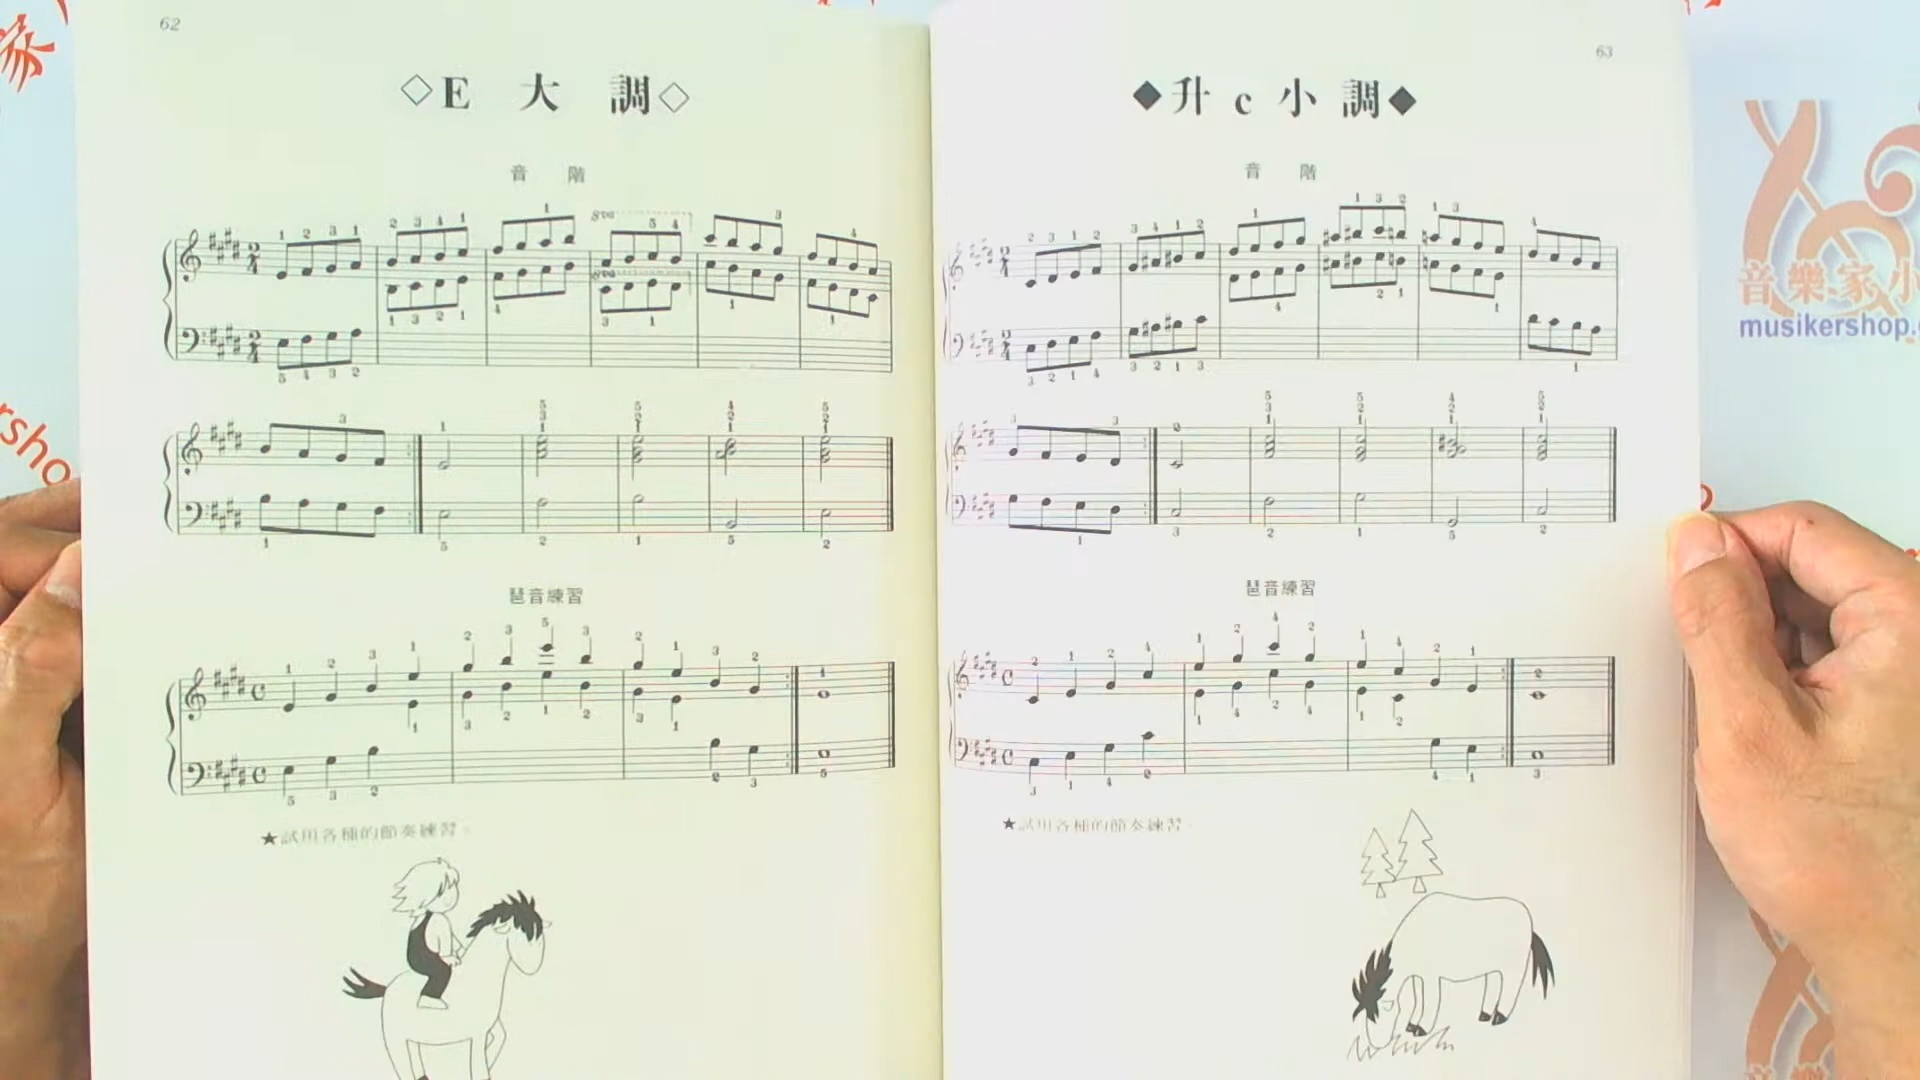 62
◇E 大 調◇
音 階
琶音練習
★試用各種的節奏練習。
63
◆升 c 小 調◆
音 階
琶音練習
★試用各種的節奏練習。
家
音樂家小
musikershop.
rsho